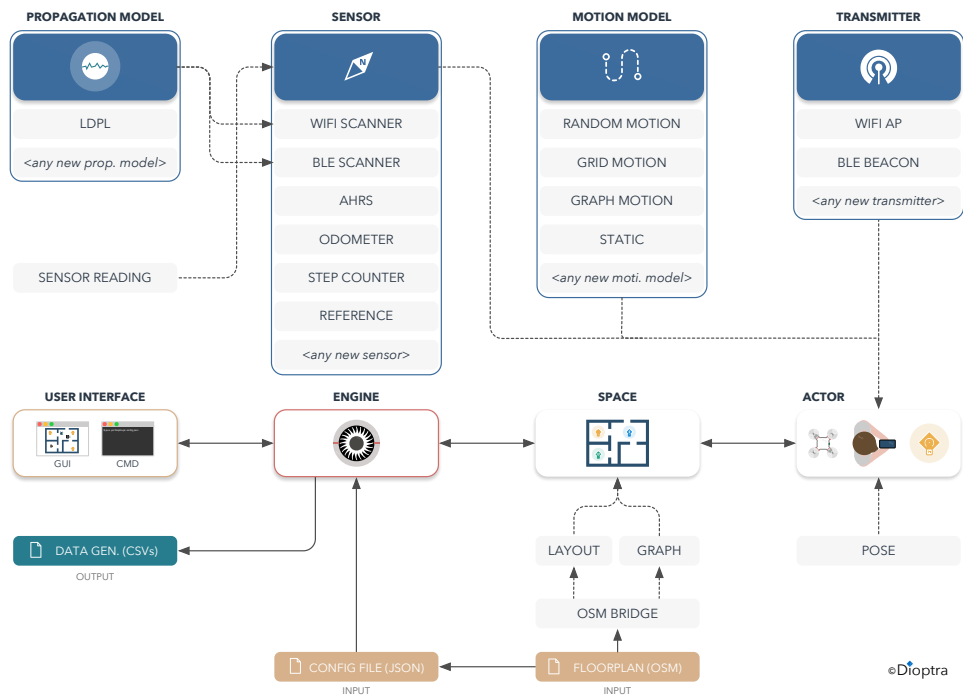 PROPAGATION MODEL
SENSOR
MOTION MODEL
TRANSMITTER
N
LDPL
<any new prop. model>
WIFI SCANNER
BLE SCANNER
AHRS
ODOMETER
STEP COUNTER
REFERENCE
<any new sensor>
RANDOM MOTION
GRID MOTION
GRAPH MOTION
STATIC
<any new moti. model>
WIFI AP
BLE BEACON
<any new transmitter>
SENSOR READING
USER INTERFACE
ENGINE
SPACE
ACTOR
GUI
CMD
DATA GEN. (CSVs)
OUTPUT
LAYOUT
GRAPH
POSE
OSM BRIDGE
CONFIG FILE (JSON)
INPUT
FLOORPLAN (OSM)
INPUT
©Dioptra